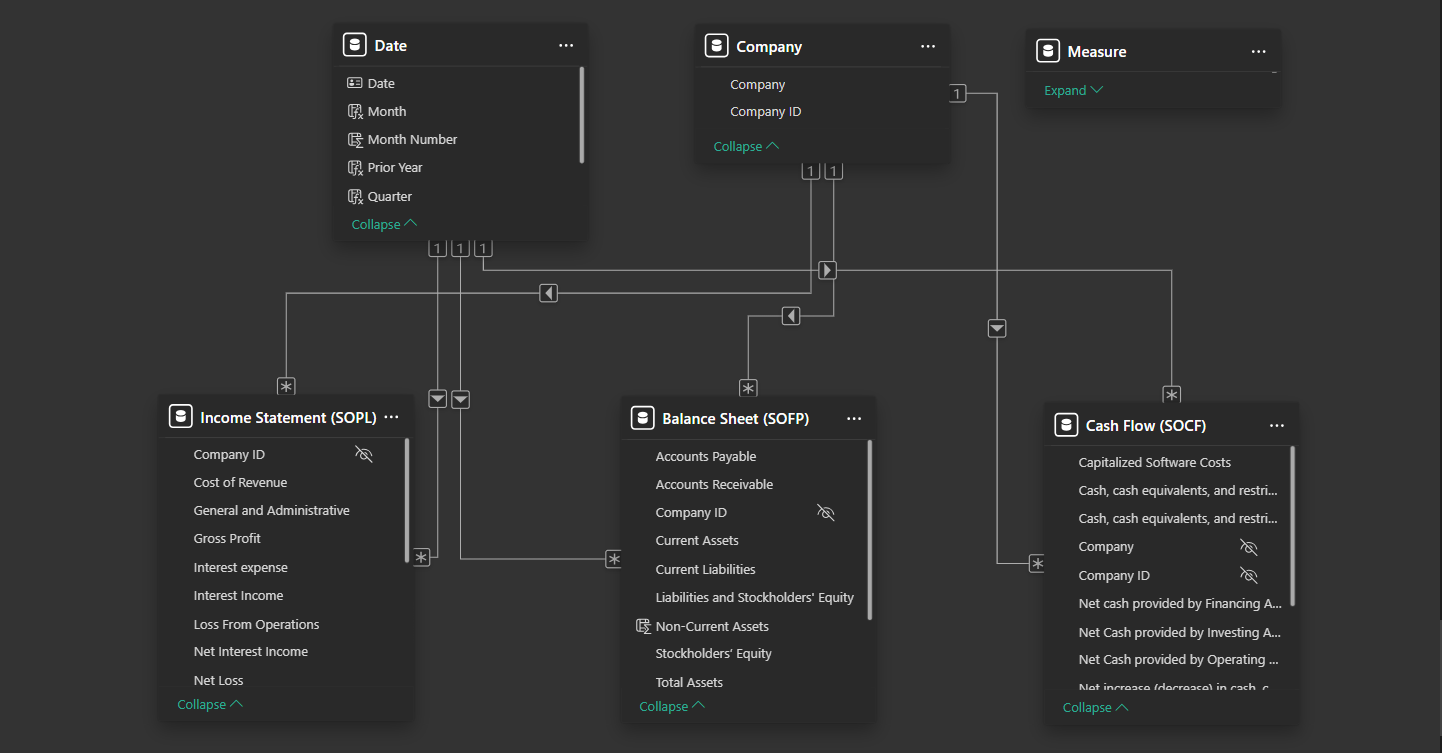 Date
Date
Month
Month Number
Prior Year
Quarter
Collapse
Company
Company
Company ID
Collapse
Measure
Expand
1
1
1
1
1
1
*
*
*
*
*
*
Income Statement (SOPL)
Company ID
Cost of Revenue
General and Administrative
Gross Profit
Interest expense
Interest Income
Loss From Operations
Net Interest Income
Net Loss
Collapse
Balance Sheet (SOFP)
Accounts Payable
Accounts Receivable
Company ID
Current Assets
Current Liabilities
Liabilities and Stockholders' Equity
Non-Current Assets
Stockholders' Equity
Total Assets
Collapse
Cash Flow (SOCF)
Capitalized Software Costs
Cash, cash equivalents, and restri...
Cash, cash equivalents, and restri...
Company
Company ID
Net cash provided by Financing A...
Net Cash provided by Investing A...
Net Cash provided by Operating ...
Net increase (decrease) in cash, c...
Collapse